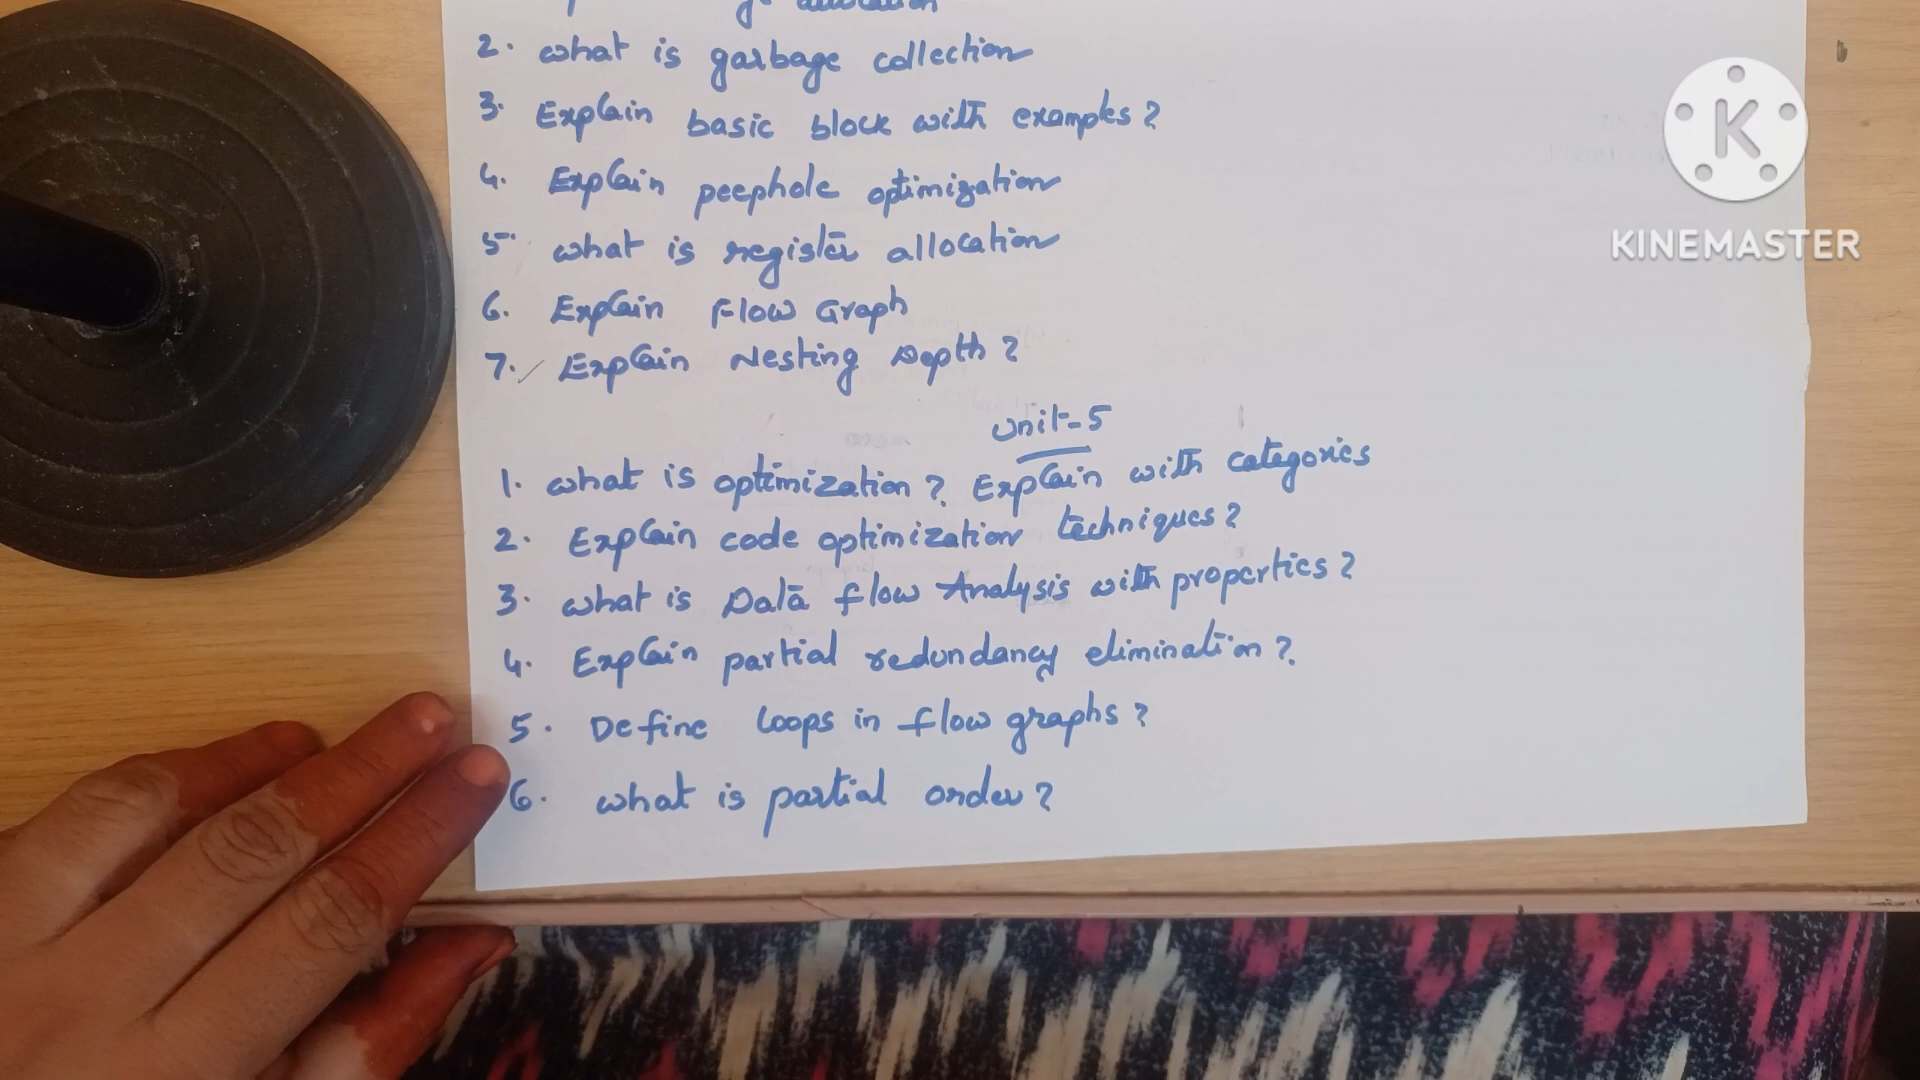 allocation
2. what is garbage collection
3. Explain basic block with examples?
4. Explain peephole optimization
5. what is register allocation
6. Explain Flow Graph
7. Explain Nesting Depth?
Unit-5
1. what is optimization? Explain with categories
2. Explain code optimization techniques?
3. what is Data flow Analysis with properties?
4. Explain partial redundancy elimination?
5. Define loops in flow graphs?
6. what is partial order?
K
KINEMASTER